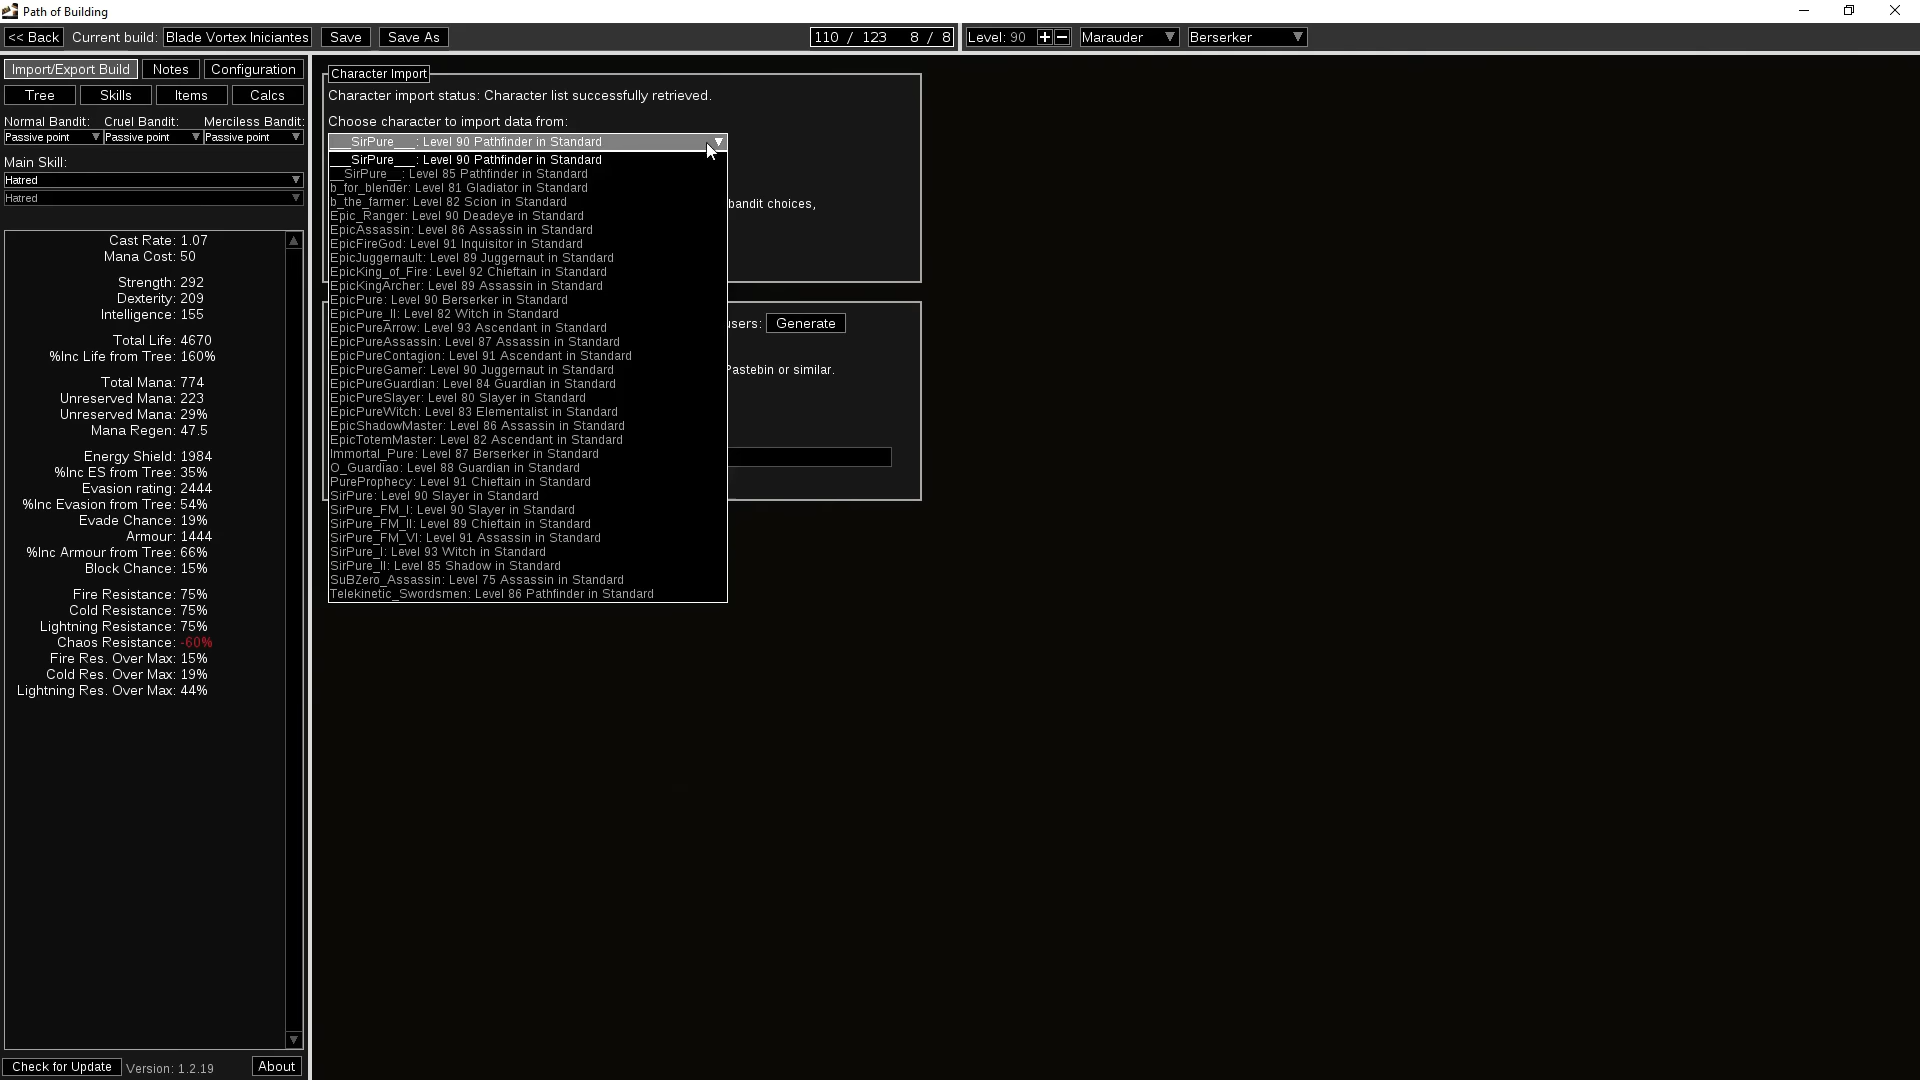 Path of Building
<< Back Current build: Blade Vortex Iniciantes Save Save As 110 / 123 8 / 8 Level: 90 + − Marauder Berserker
Import/Export Build Notes Configuration
Tree Skills Items Calcs
Normal Bandit: Cruel Bandit: Merciless Bandit:
Passive point Passive point Passive point
Main Skill:
Hatred
Hatred
Cast Rate: 1.07
Mana Cost: 50
Strength: 292
Dexterity: 209
Intelligence: 155
Total Life: 4670
%Inc Life from Tree: 160%
Total Mana: 774
Unreserved Mana: 223
Unreserved Mana: 29%
Mana Regen: 47.5
Energy Shield: 1984
%Inc ES from Tree: 35%
Evasion rating: 2444
%Inc Evasion from Tree: 54%
Evade Chance: 19%
Armour: 1444
%Inc Armour from Tree: 66%
Block Chance: 15%
Fire Resistance: 75%
Cold Resistance: 75%
Lightning Resistance: 75%
Chaos Resistance: -60%
Fire Res. Over Max: 15%
Cold Res. Over Max: 19%
Lightning Res. Over Max: 44%
Check for Update Version: 1.2.19 About
Character Import
Character import status: Character list successfully retrieved.
Choose character to import data from:
___SirPure___: Level 90 Pathfinder in Standard
___SirPure___: Level 90 Pathfinder in Standard
__SirPure__: Level 85 Pathfinder in Standard
b_for_blender: Level 81 Gladiator in Standard
b_the_farmer: Level 82 Scion in Standard
Epic_Ranger: Level 90 Deadeye in Standard
EpicAssassin: Level 86 Assassin in Standard
EpicFireGod: Level 91 Inquisitor in Standard
EpicJuggernault: Level 89 Juggernaut in Standard
EpicKing_of_Fire: Level 92 Chieftain in Standard
EpicKingArcher: Level 89 Assassin in Standard
EpicPure: Level 90 Berserker in Standard
EpicPure_II: Level 82 Witch in Standard
EpicPureArrow: Level 93 Ascendant in Standard
EpicPureAssassin: Level 87 Assassin in Standard
EpicPureContagion: Level 91 Ascendant in Standard
EpicPureGamer: Level 90 Juggernaut in Standard
EpicPureGuardian: Level 84 Guardian in Standard
EpicPureSlayer: Level 80 Slayer in Standard
EpicPureWitch: Level 83 Elementalist in Standard
EpicShadowMaster: Level 86 Assassin in Standard
EpicTotemMaster: Level 82 Ascendant in Standard
Immortal_Pure: Level 87 Berserker in Standard
O_Guardiao: Level 88 Guardian in Standard
PureProphecy: Level 91 Chieftain in Standard
SirPure: Level 90 Slayer in Standard
SirPure_FM_I: Level 90 Slayer in Standard
SirPure_FM_II: Level 89 Chieftain in Standard
SirPure_FM_VI: Level 91 Assassin in Standard
SirPure_I: Level 93 Witch in Standard
SirPure_II: Level 85 Shadow in Standard
SuBZero_Assassin: Level 75 Assassin in Standard
Telekinetic_Swordsmen: Level 86 Pathfinder in Standard
bandit choices,
users: Generate
Pastebin or similar.